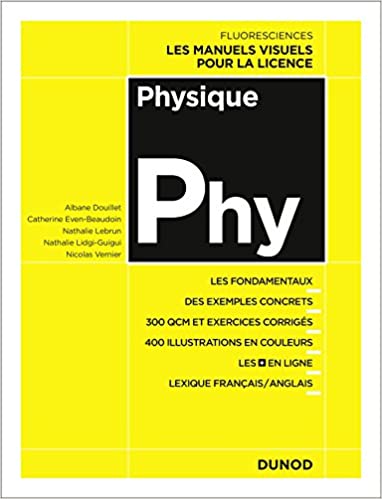 FLUORESCIENCES
LES MANUELS VISUELS
POUR LA LICENCE
Physique
Phy
Albane Douillet
Catherine Even-Beaudoin
Nathalie Lebrun
Nathalie Lidgi-Guigui
Nicolas Vernier
LES FONDAMENTAUX
DES EXEMPLES CONCRETS
300 QCM ET EXERCICES CORRIGÉS
400 ILLUSTRATIONS EN COULEURS
LES + EN LIGNE
LEXIQUE FRANÇAIS/ANGLAIS
DUNOD